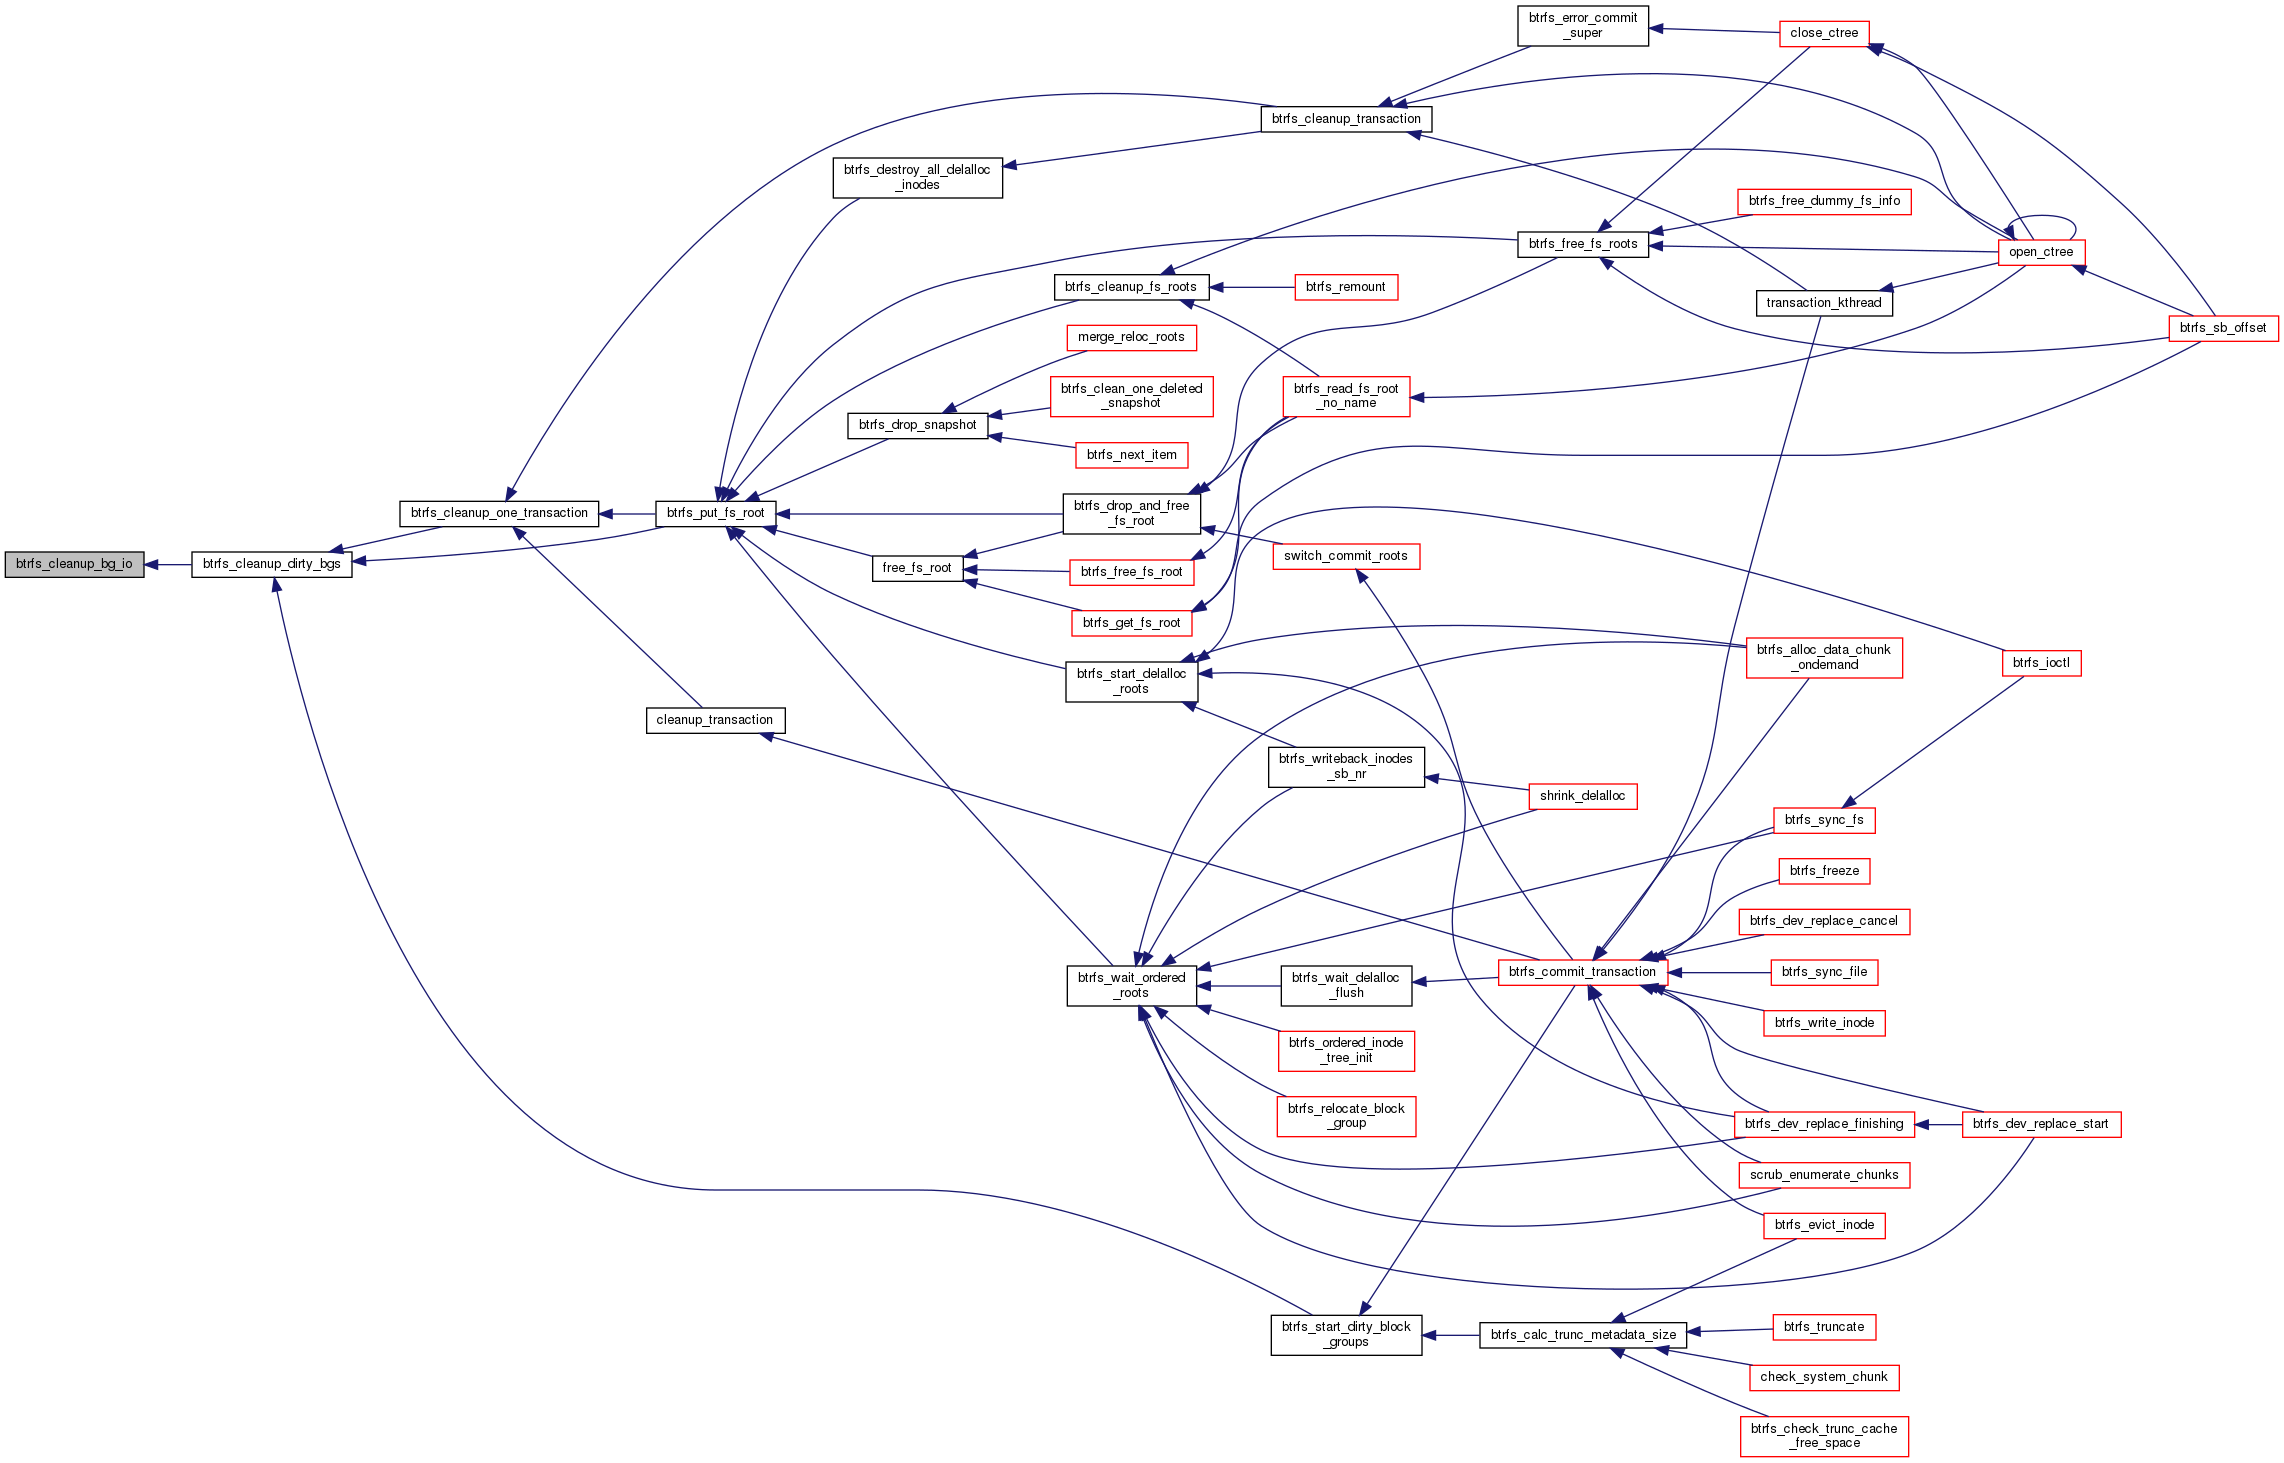 btrfs_error_commit
_super
close_ctree
btrfs_cleanup_transaction
btrfs_destroy_all_delalloc
_inodes
btrfs_free_dummy_fs_info
btrfs_free_fs_roots
open_ctree
btrfs_cleanup_fs_roots
btrfs_remount
transaction_kthread
btrfs_sb_offset
merge_reloc_roots
btrfs_clean_one_deleted
_snapshot
btrfs_read_fs_root
_no_name
btrfs_drop_snapshot
btrfs_next_item
btrfs_cleanup_one_transaction
btrfs_put_fs_root
btrfs_drop_and_free
_fs_root
btrfs_cleanup_bg_io
btrfs_cleanup_dirty_bgs
free_fs_root
btrfs_free_fs_root
switch_commit_roots
btrfs_get_fs_root
btrfs_start_delalloc
_roots
btrfs_alloc_data_chunk
_ondemand
btrfs_ioctl
cleanup_transaction
btrfs_writeback_inodes
_sb_nr
shrink_delalloc
btrfs_sync_fs
btrfs_freeze
btrfs_dev_replace_cancel
btrfs_wait_ordered
_roots
btrfs_wait_delalloc
_flush
btrfs_commit_transaction
btrfs_sync_file
btrfs_write_inode
btrfs_ordered_inode
_tree_init
btrfs_relocate_block
_group
btrfs_dev_replace_finishing
btrfs_dev_replace_start
scrub_enumerate_chunks
btrfs_evict_inode
btrfs_start_dirty_block
_groups
btrfs_calc_trunc_metadata_size
btrfs_truncate
check_system_chunk
btrfs_check_trunc_cache
_free_space